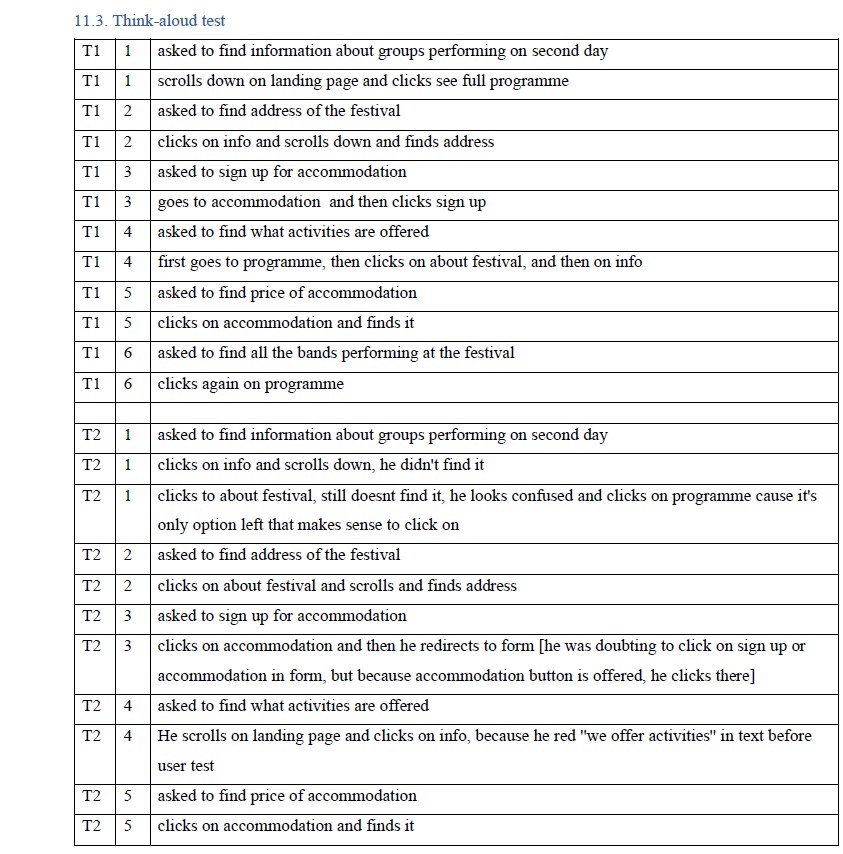 11.3. Think-aloud test
T1 1 asked to find information about groups performing on second day
T1 1 scrolls down on landing page and clicks see full programme
T1 2 asked to find address of the festival
T1 2 clicks on info and scrolls down and finds address
T1 3 asked to sign up for accommodation
T1 3 goes to accommodation and then clicks sign up
T1 4 asked to find what activities are offered
T1 4 first goes to programme, then clicks on about festival, and then on info
T1 5 asked to find price of accommodation
T1 5 clicks on accommodation and finds it
T1 6 asked to find all the bands performing at the festival
T1 6 clicks again on programme
T2 1 asked to find information about groups performing on second day
T2 1 clicks on info and scrolls down, he didn't find it
T2 1 clicks to about festival, still doesnt find it, he looks confused and clicks on programme cause it's
only option left that makes sense to click on
T2 2 asked to find address of the festival
T2 2 clicks on about festival and scrolls and finds address
T2 3 asked to sign up for accommodation
T2 3 clicks on accommodation and then he redirects to form [he was doubting to click on sign up or
accommodation in form, but because accommodation button is offered, he clicks there]
T2 4 asked to find what activities are offered
T2 4 He scrolls on landing page and clicks on info, because he red "we offer activities" in text before
user test
T2 5 asked to find price of accommodation
T2 5 clicks on accommodation and finds it